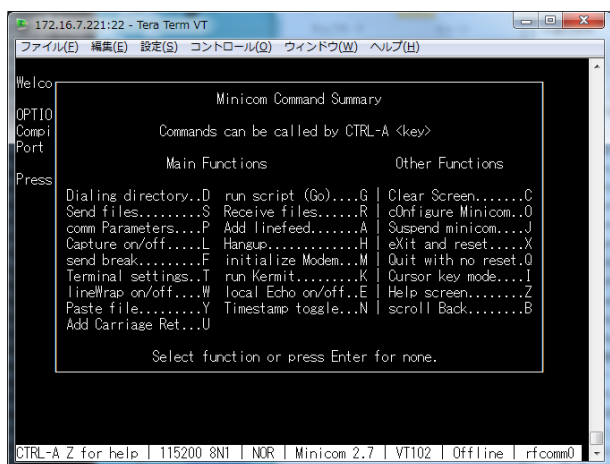 172.16.7.221:22 - Tera Term VT
ファイル(F) 編集(E) 設定(S) コントロール(O) ウィンドウ(W) ヘルプ(H)
Welco
Minicom Command Summary
OPTIO
Compi Commands can be called by CTRL-A <key>
Port
Main Functions Other Functions
Press
Dialing directory..D run script (Go)....G | Clear Screen.......C
Send files.........S Receive files......R | cOnfigure Minicom..O
comm Parameters....P Add linefeed.......A | Suspend minicom....J
Capture on/off.....L Hangup.............H | eXit and reset.....X
send break.........F initialize Modem...M | Quit with no reset.Q
Terminal settings..T run Kermit.........K | Cursor key mode....I
lineWrap on/off....W local Echo on/off..E | Help screen........Z
Paste file.........Y Timestamp toggle...N | scroll Back........B
Add Carriage Ret...U
Select function or press Enter for none.
CTRL-A Z for help | 115200 8N1 | NOR | Minicom 2.7 | VT102 | Offline | rfcomm0